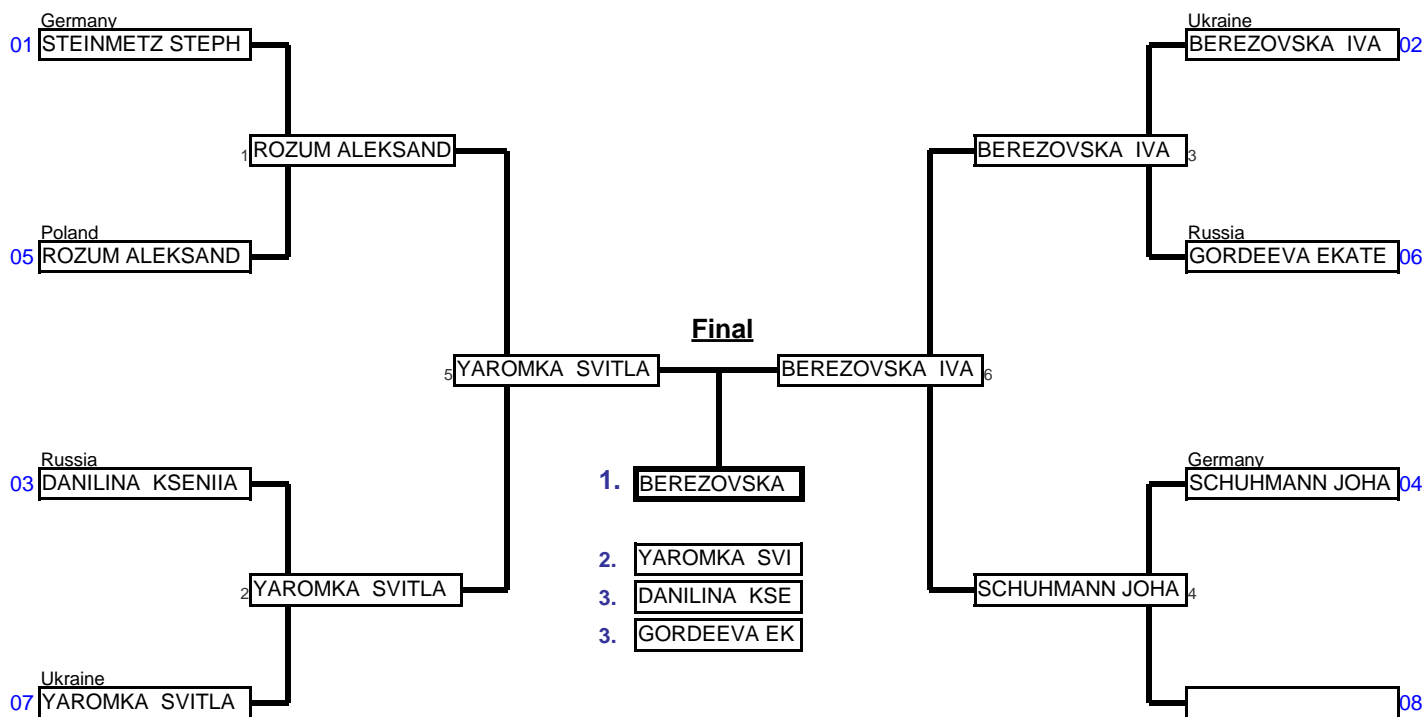 Germany
01 STEINMETZ STEPH
Ukraine
BEREZOVSKA IVA 02
1 ROZUM ALEKSAND
BEREZOVSKA IVA 3
Poland
05 ROZUM ALEKSAND
Russia
GORDEEVA EKATE 06
Final
5 YAROMKA SVITLA
BEREZOVSKA IVA 6
Russia
03 DANILINA KSENIIA
1. BEREZOVSKA
Germany
SCHUHMANN JOHA 04
2. YAROMKA SVI
2 YAROMKA SVITLA
3. DANILINA KSE
SCHUHMANN JOHA 4
3. GORDEEVA EK
Ukraine
07 YAROMKA SVITLA
08